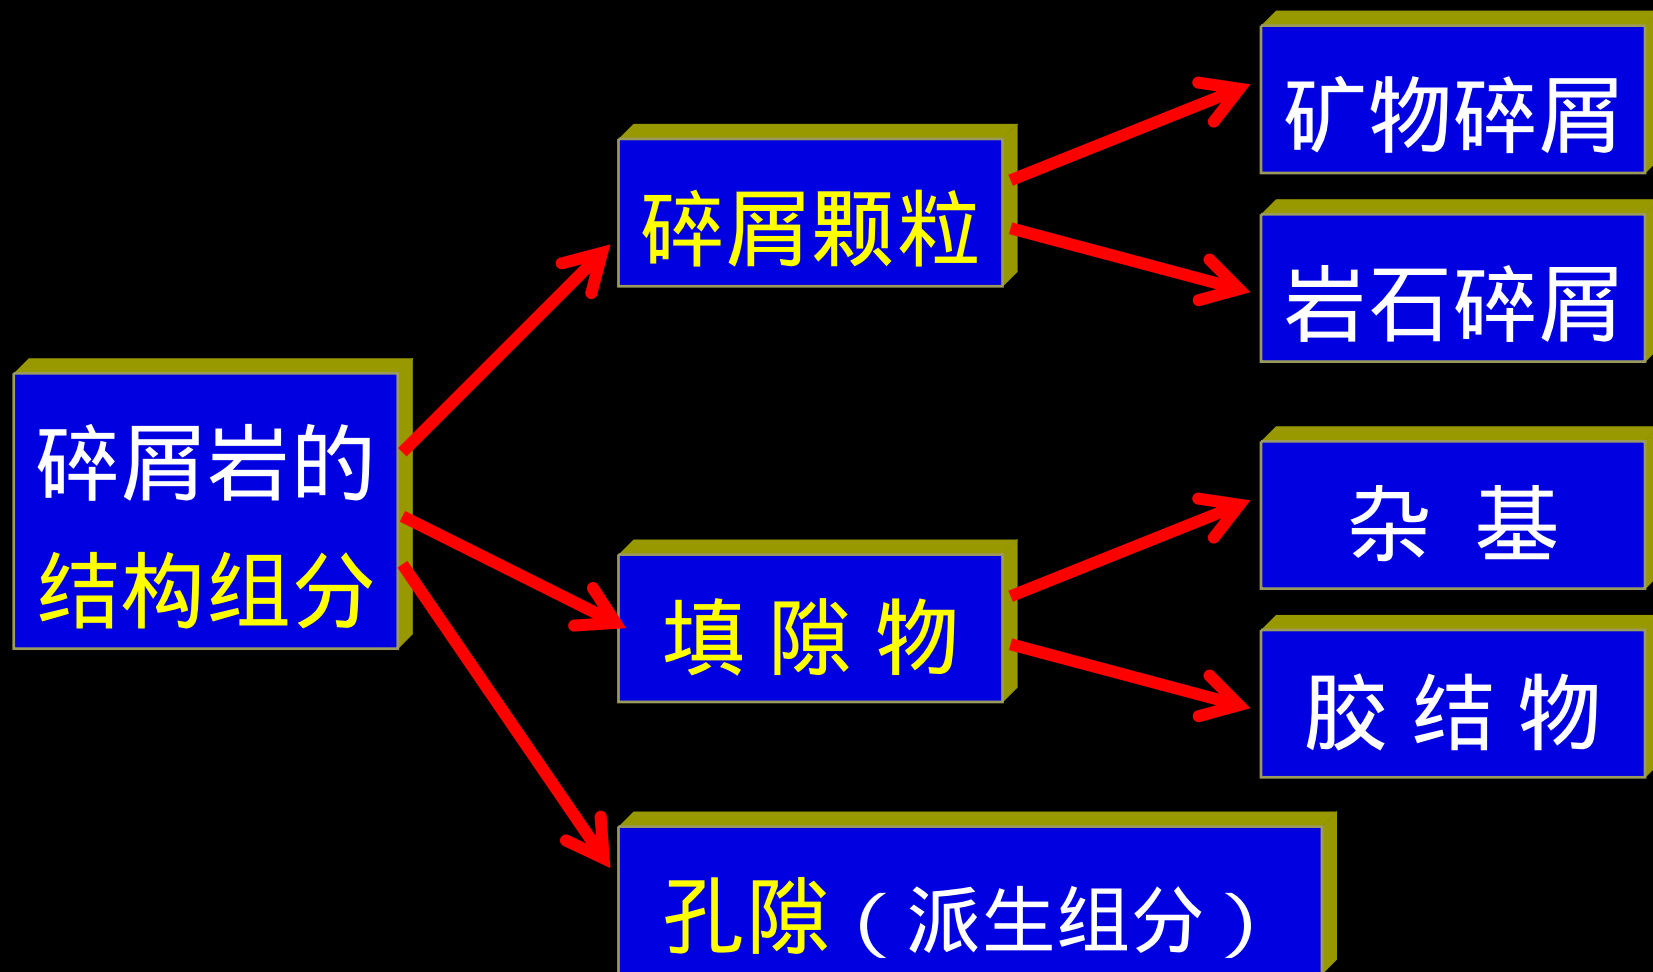 碎屑岩的
结构组分
碎屑颗粒
矿物碎屑
岩石碎屑
填 隙 物
杂 基
胶 结 物
孔隙（派生组分）